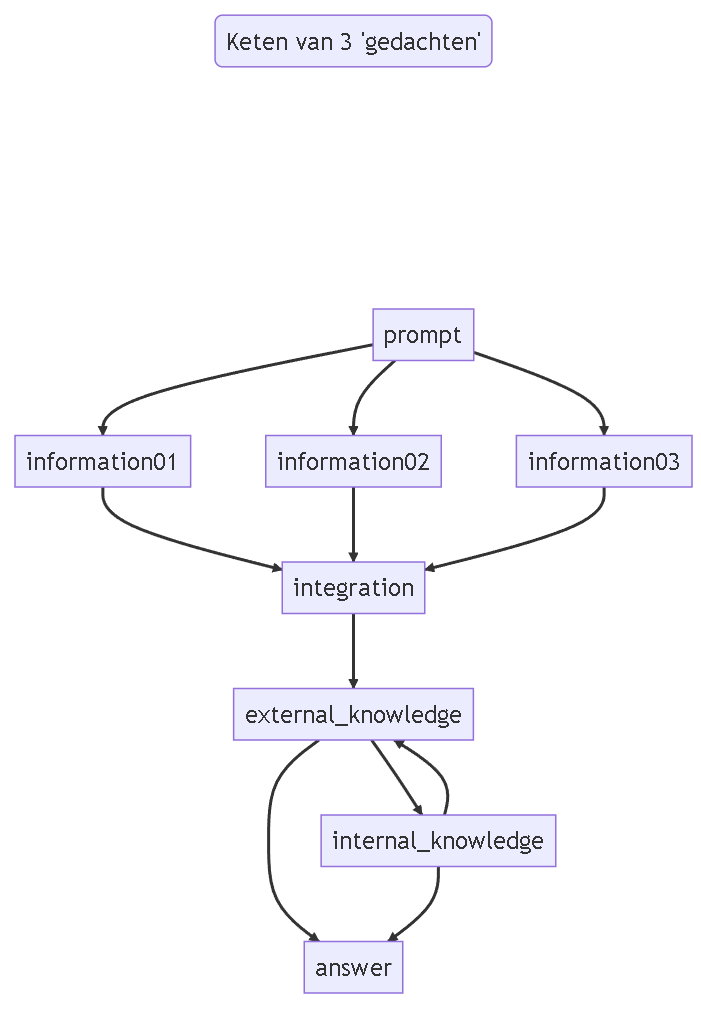 Keten van 3 'gedachten'
prompt
information01
information02
information03
integration
external_knowledge
internal_knowledge
answer